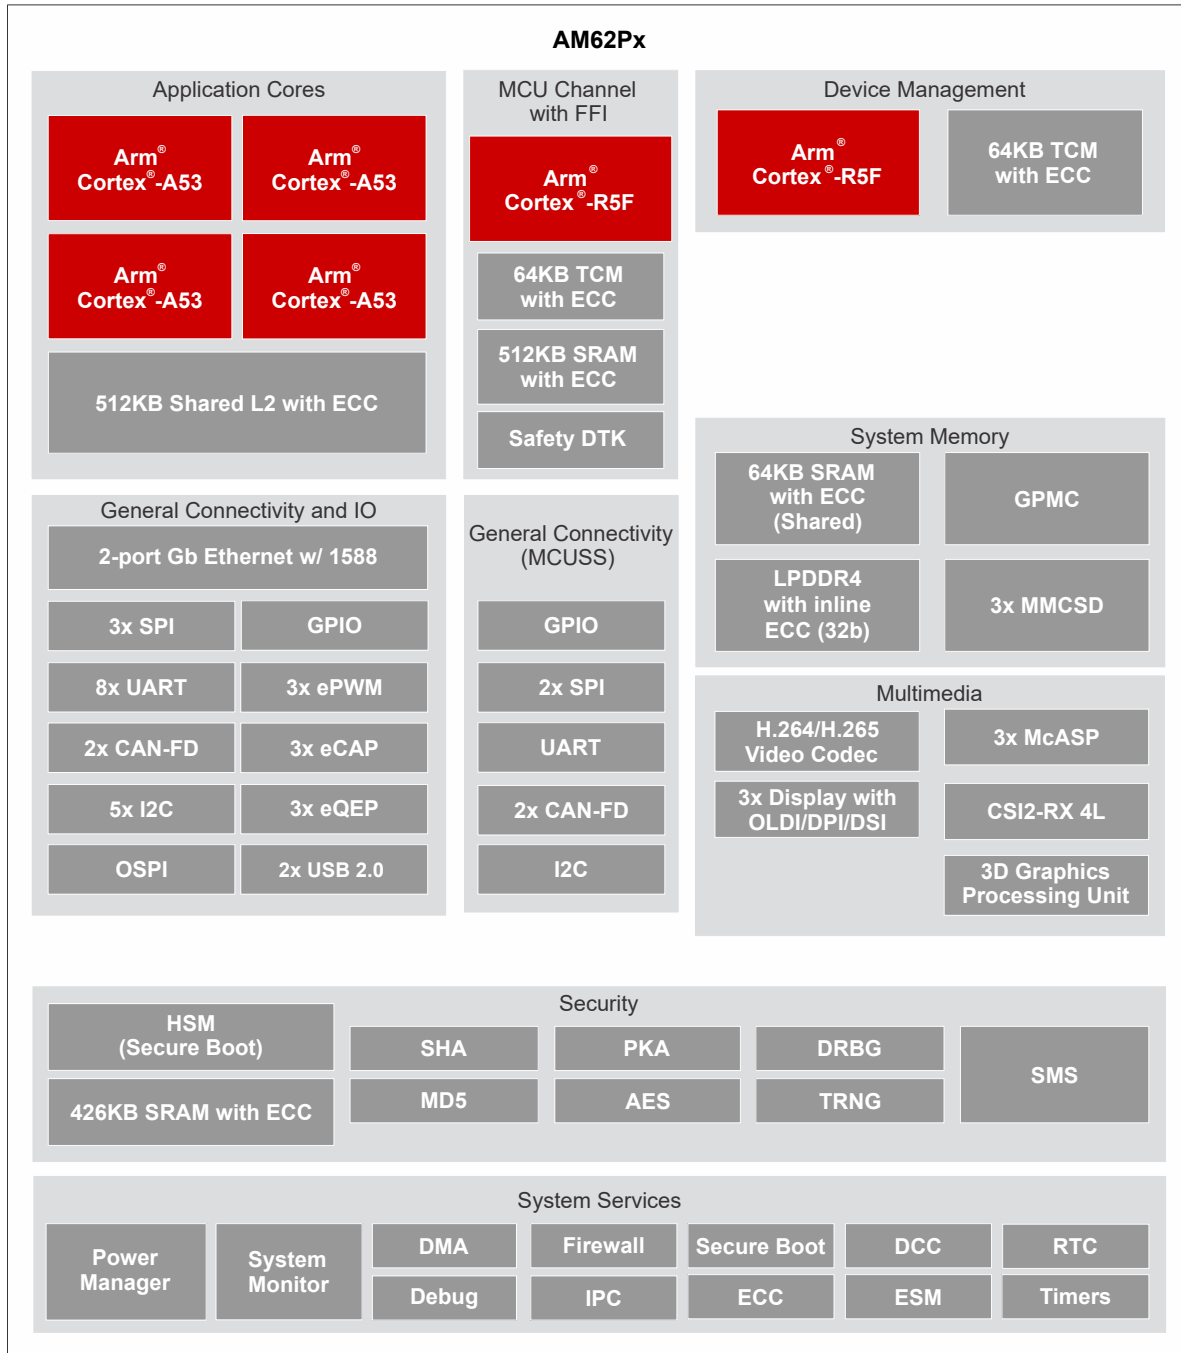 AM62Px
Application Cores
Arm®
Cortex®-A53
Arm®
Cortex®-A53
Arm®
Cortex®-A53
Arm®
Cortex®-A53
512KB Shared L2 with ECC
MCU Channel
with FFI
Arm®
Cortex®-R5F
64KB TCM
with ECC
512KB SRAM
with ECC
Safety DTK
Device Management
Arm®
Cortex®-R5F
64KB TCM
with ECC
System Memory
64KB SRAM
with ECC
(Shared)
GPMC
LPDDR4
with inline
ECC (32b)
3x MMCSD
General Connectivity and IO
2-port Gb Ethernet w/ 1588
3x SPI
GPIO
8x UART
3x ePWM
2x CAN-FD
3x eCAP
5x I2C
3x eQEP
OSPI
2x USB 2.0
General Connectivity
(MCUSS)
GPIO
2x SPI
UART
2x CAN-FD
I2C
Multimedia
H.264/H.265
Video Codec
3x McASP
3x Display with
OLDI/DPI/DSI
CSI2-RX 4L
3D Graphics
Processing Unit
Security
HSM
(Secure Boot)
426KB SRAM with ECC
SHA
PKA
DRBG
MD5
AES
TRNG
SMS
System Services
Power
Manager
System
Monitor
DMA
Firewall
Secure Boot
DCC
RTC
Debug
IPC
ECC
ESM
Timers